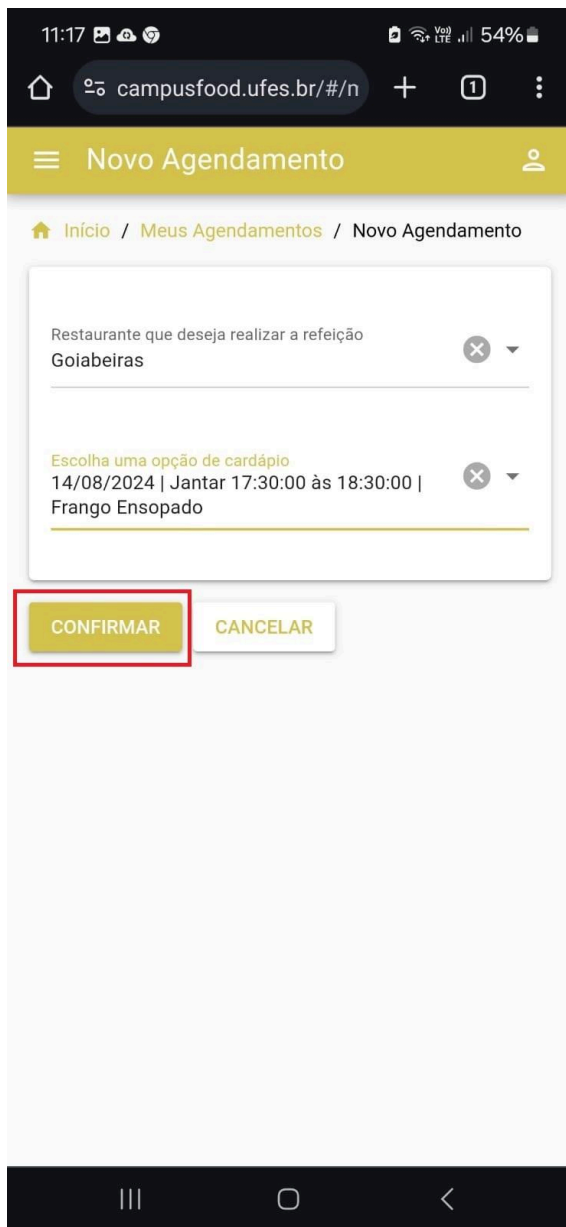 11:17 54%
campusfood.ufes.br/#/n 1
Novo Agendamento
Início / Meus Agendamentos / Novo Agendamento
Restaurante que deseja realizar a refeição
Goiabeiras
Escolha uma opção de cardápio
14/08/2024 | Jantar 17:30:00 às 18:30:00 |
Frango Ensopado
CONFIRMAR CANCELAR